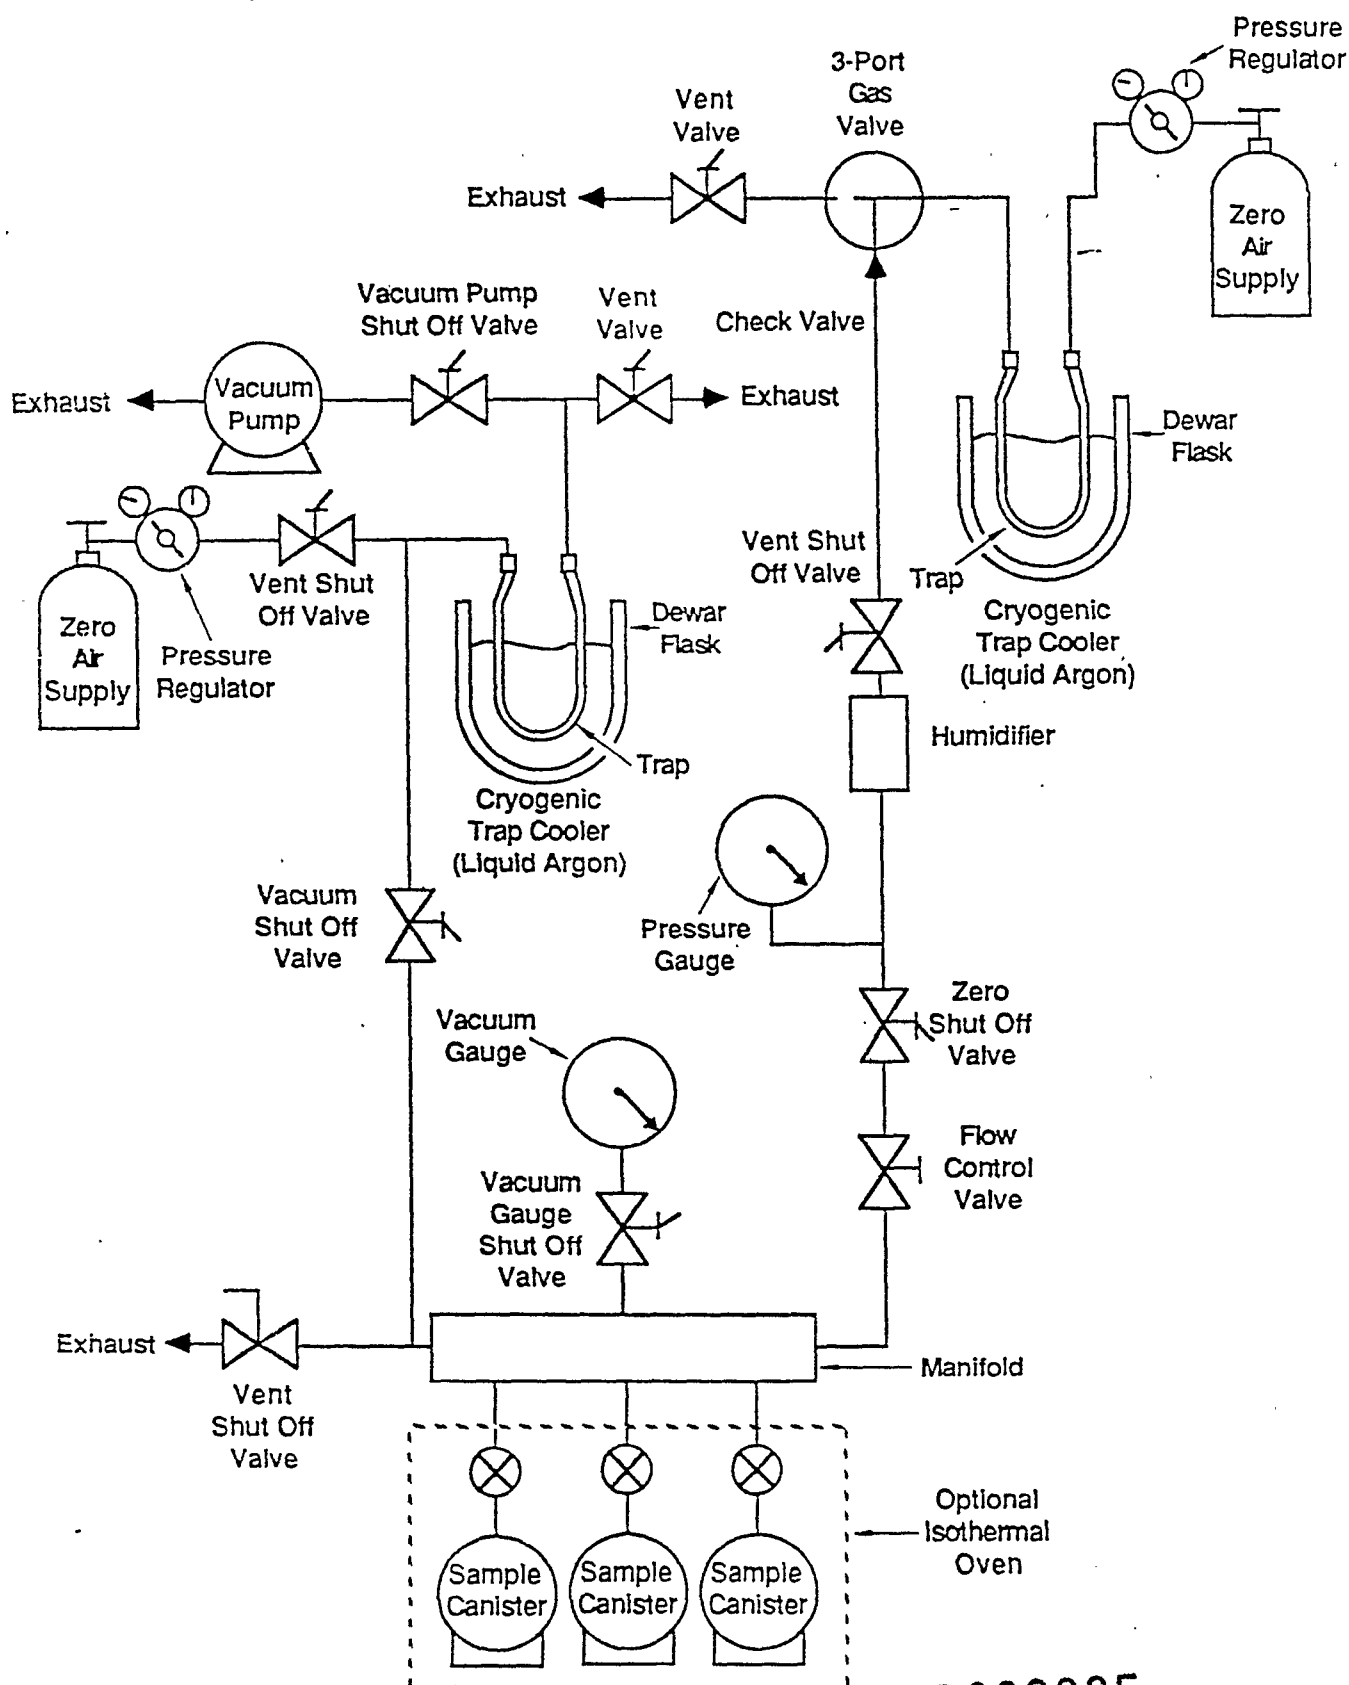 Pressure
Regulator
3-Port
Gas
Valve
Vent
Valve
Exhaust
Zero
Air
Supply
Vacuum Pump
Shut Off Valve
Vent
Valve
Check Valve
Exhaust
Vacuum
Pump
Exhaust
Dewar
Flask
Vent Shut
Off Valve
Trap
Vent Shut
Off Valve
Zero
Air
Supply
Pressure
Regulator
Dewar
Flask
Cryogenic
Trap Cooler
(Liquid Argon)
Humidifier
Trap
Cryogenic
Trap Cooler
(Liquid Argon)
Vacuum
Shut Off
Valve
Pressure
Gauge
Zero
Shut Off
Valve
Vacuum
Gauge
Flow
Control
Valve
Vacuum
Gauge
Shut Off
Valve
Exhaust
Manifold
Vent
Shut Off
Valve
Optional
Isothermal
Oven
Sample
Canister
Sample
Canister
Sample
Canister